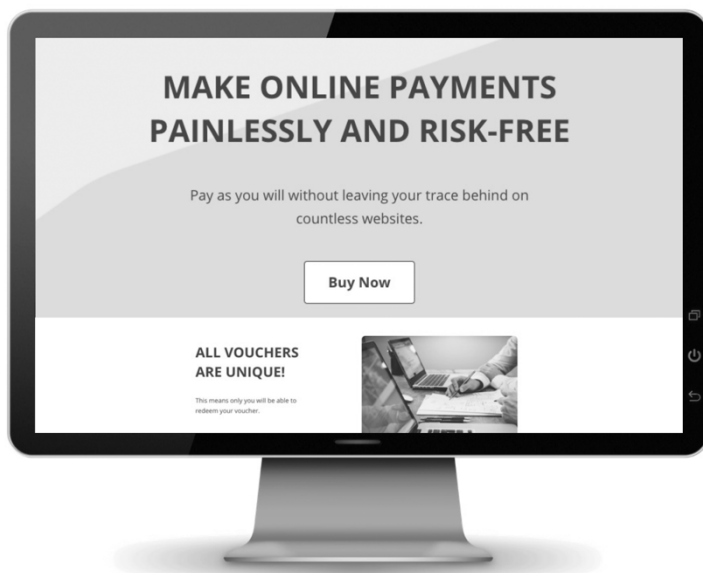 MAKE ONLINE PAYMENTS
PAINLESSLY AND RISK-FREE
Pay as you will without leaving your trace behind on
countless websites.
Buy Now
ALL VOUCHERS
ARE UNIQUE!
This means only you will be able to
redeem your voucher.